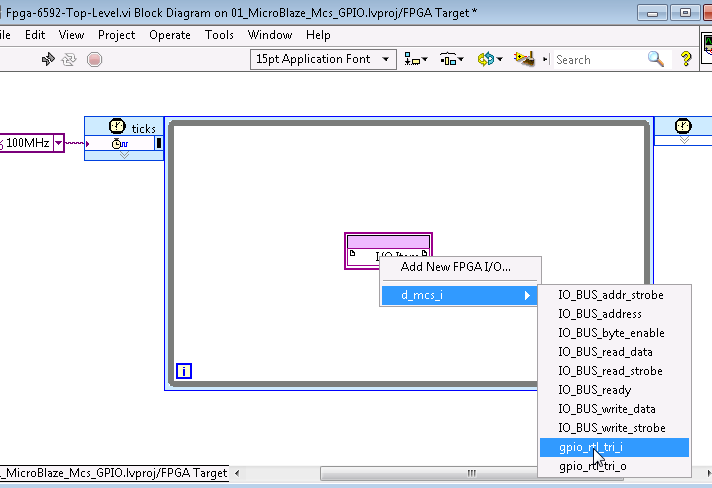 Fpga-6592-Top-Level.vi Block Diagram on 01_MicroBlaze_Mcs_GPIO.lvproj/FPGA Target *
ile Edit View Project Operate Tools Window Help
15pt Application Font Search ?
ticks
100MHz
I/O Item
Add New FPGA I/O...
d_mcs_i
IO_BUS_addr_strobe
IO_BUS_address
IO_BUS_byte_enable
IO_BUS_read_data
IO_BUS_read_strobe
IO_BUS_ready
IO_BUS_write_data
IO_BUS_write_strobe
gpio_rtl_tri_i
gpio_rtl_tri_o
i
_MicroBlaze_Mcs_GPIO.lvproj/FPGA Target